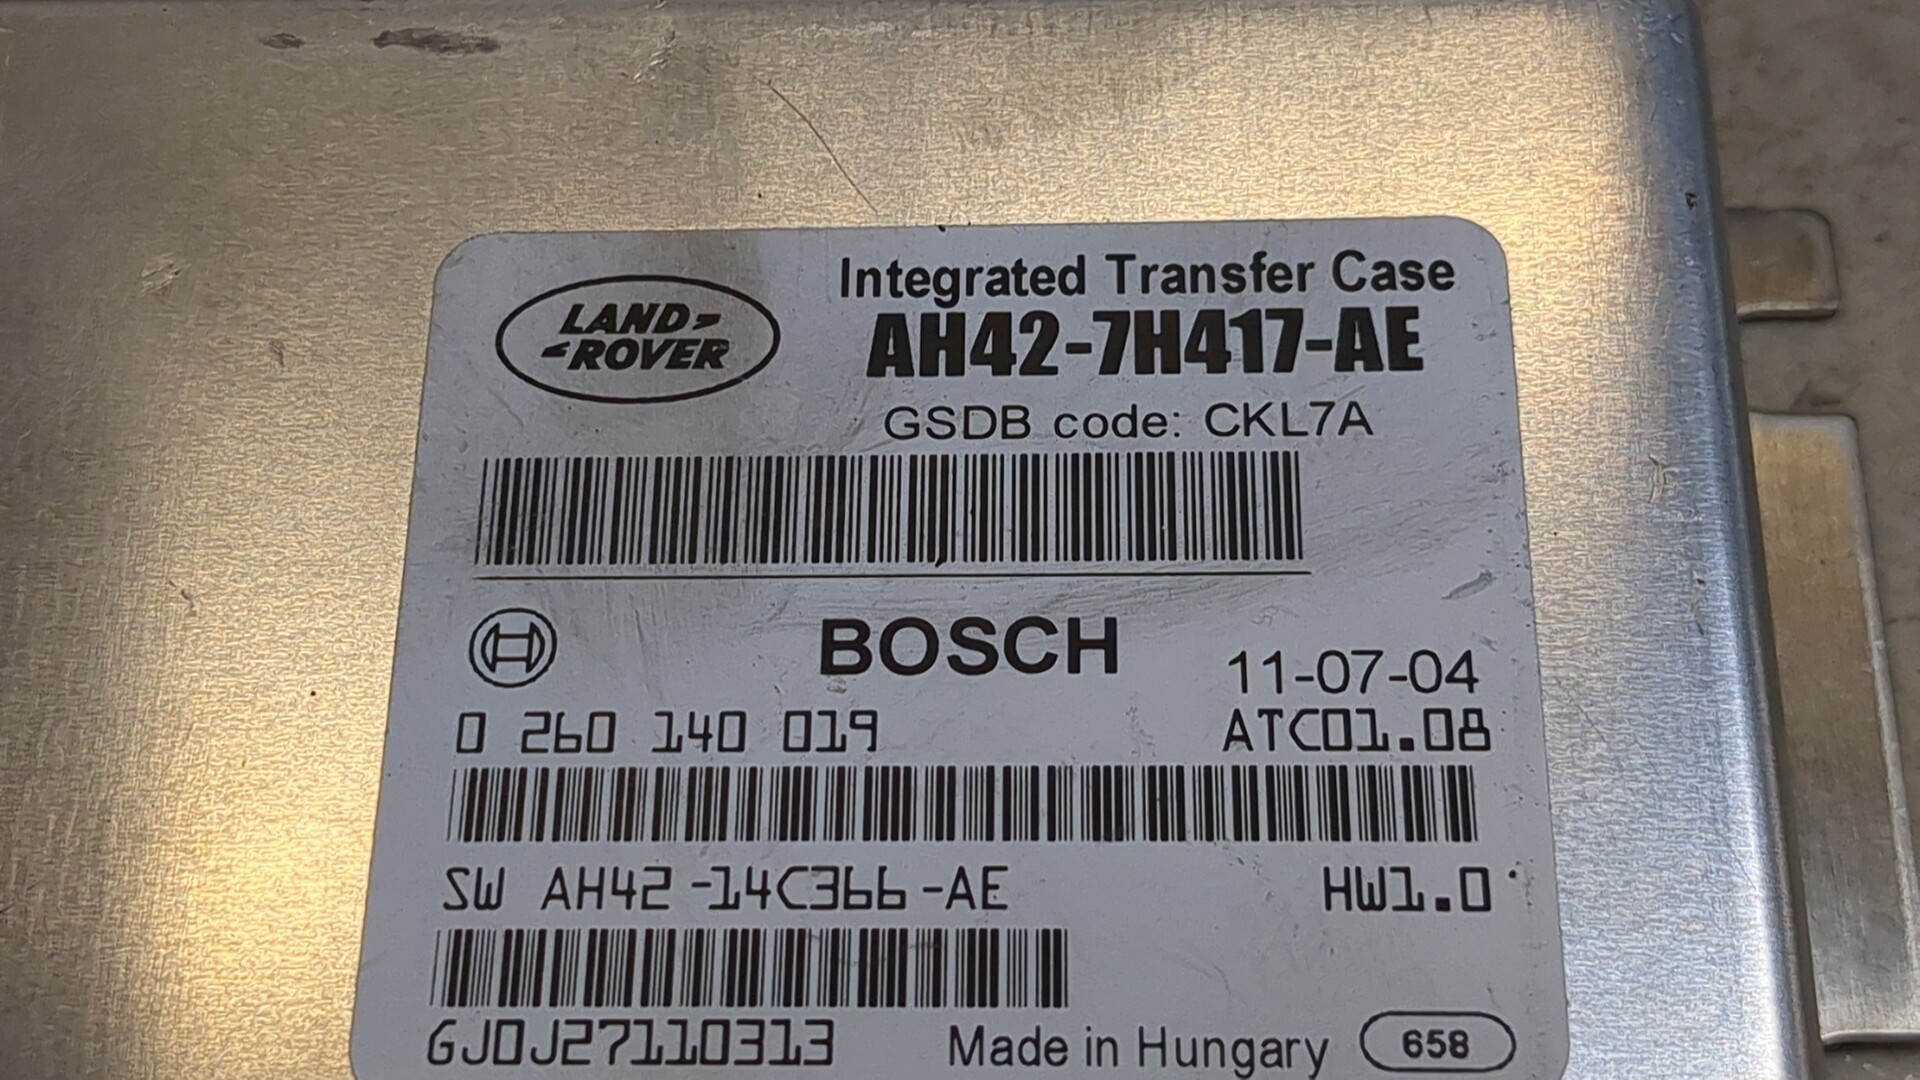 LAND
ROVER
Integrated Transfer Case
AH42-7H417-AE
GSDB code: CKL7A
BOSCH
11-07-04
0 260 140 019
ATC01.08
SW AH42-14C366-AE
HW1.0
GJ0J27110313
Made in Hungary
658